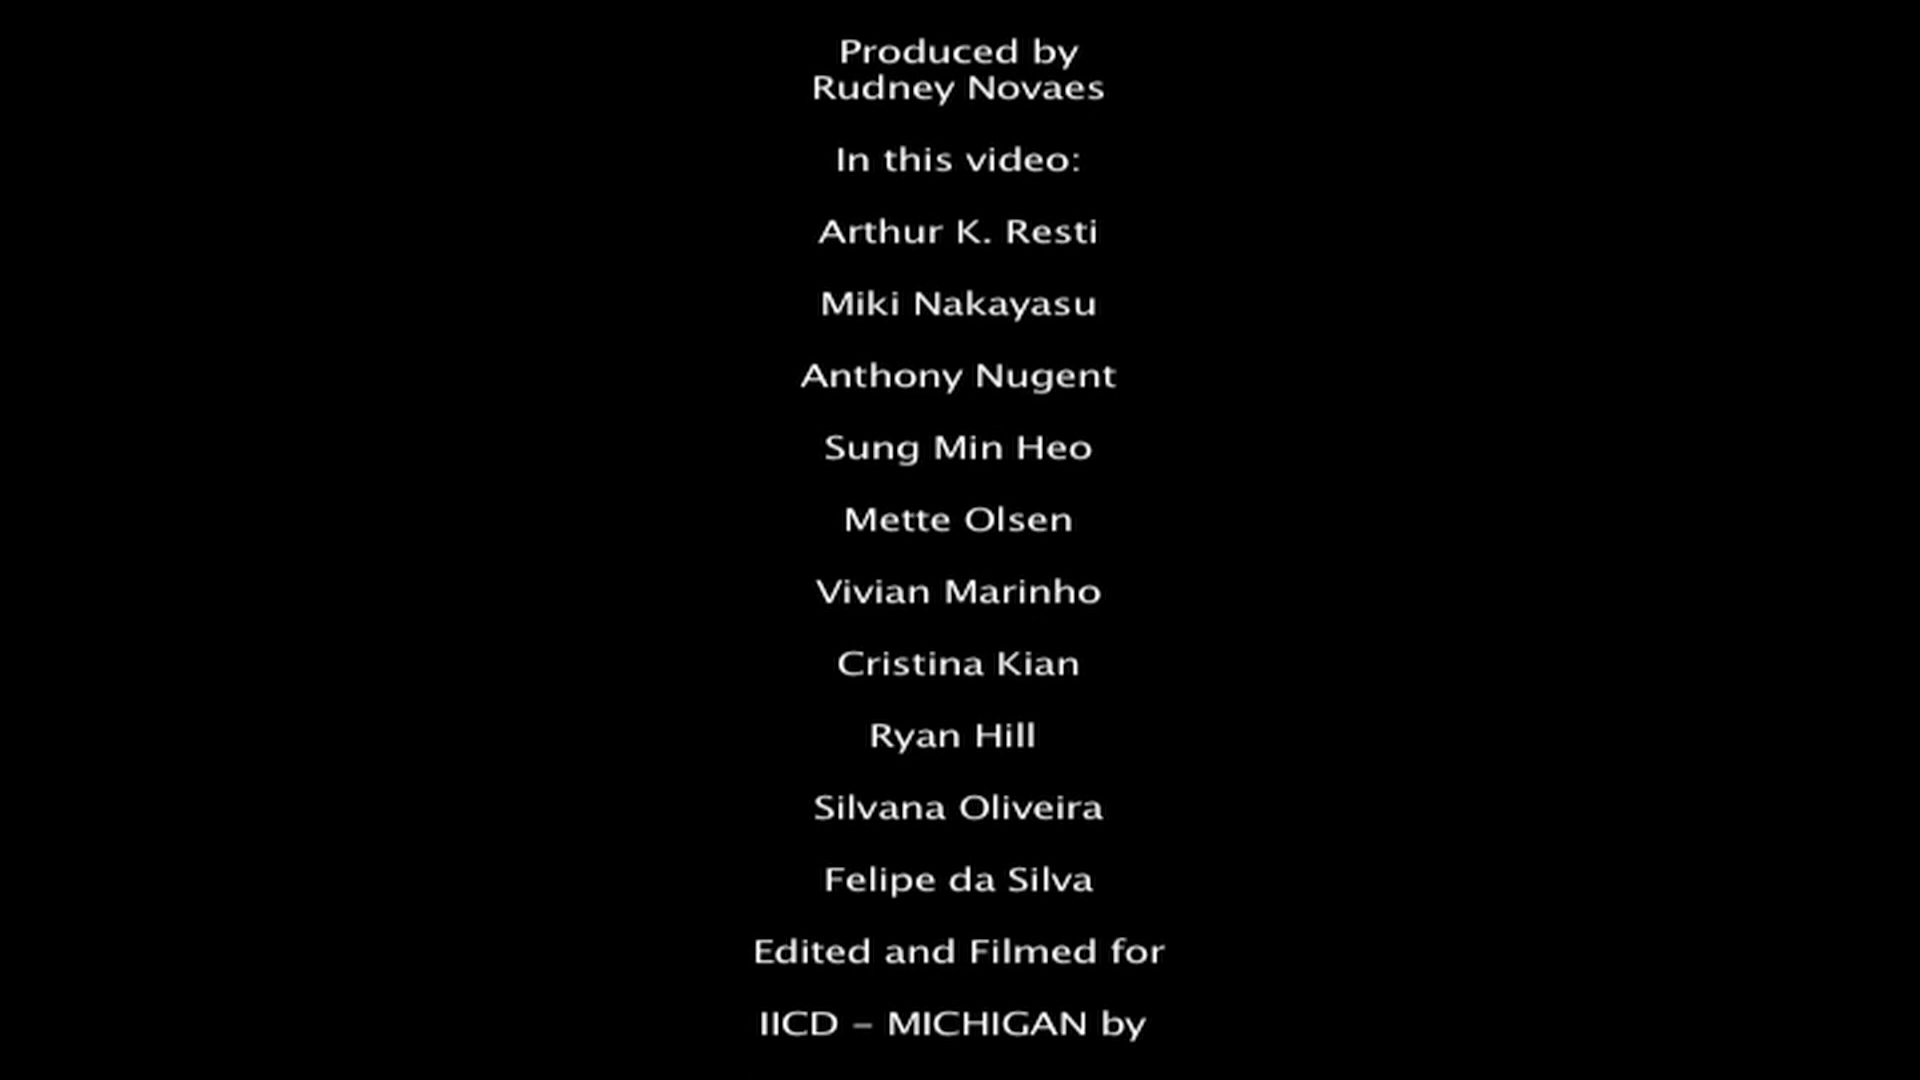 Produced by
Rudney Novaes
In this video:
Arthur K. Resti
Miki Nakayasu
Anthony Nugent
Sung Min Heo
Mette Olsen
Vivian Marinho
Cristina Kian
Ryan Hill
Silvana Oliveira
Felipe da Silva
Edited and Filmed for
IICD – MICHIGAN by